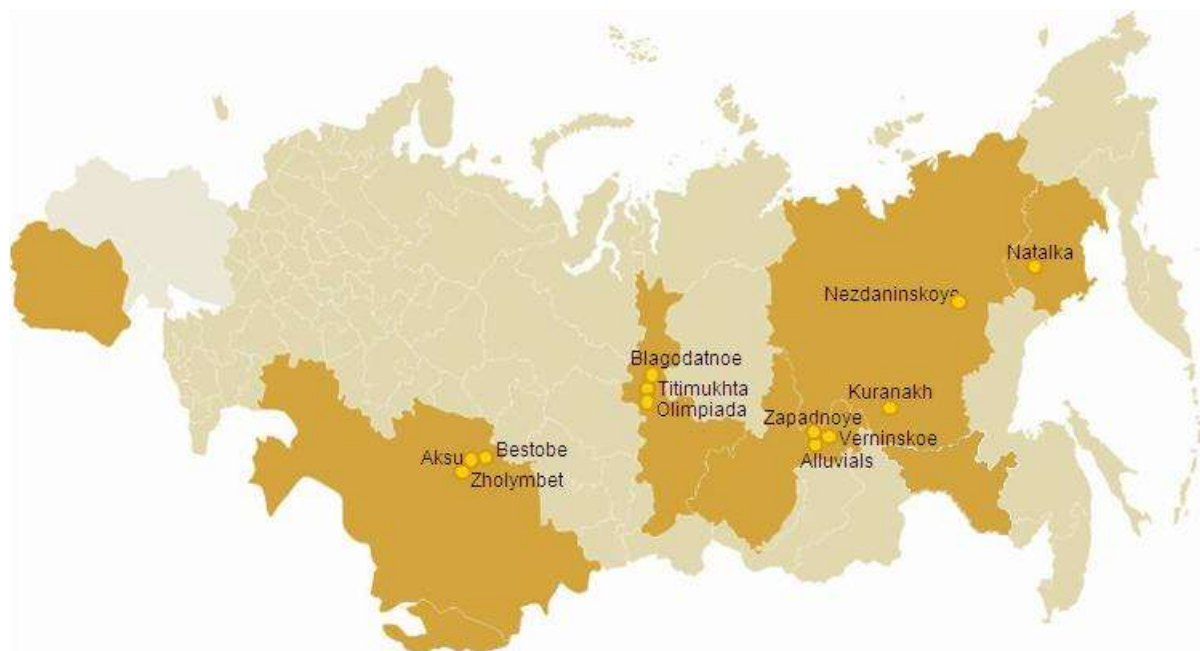 Natalka
Nezdaninskoye
Blagodatnoe
Titimukhta
Olimpiada
Kuranakh
Zapadnoye
Verninskoe
Alluvials
Aksu
Bestobe
Zholymbet